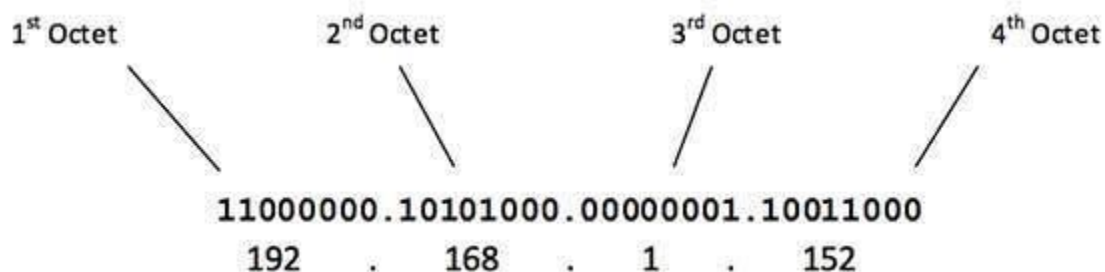 1st Octet 2nd Octet 3rd Octet 4th Octet
11000000.10101000.00000001.10011000
192 . 168 . 1 . 152